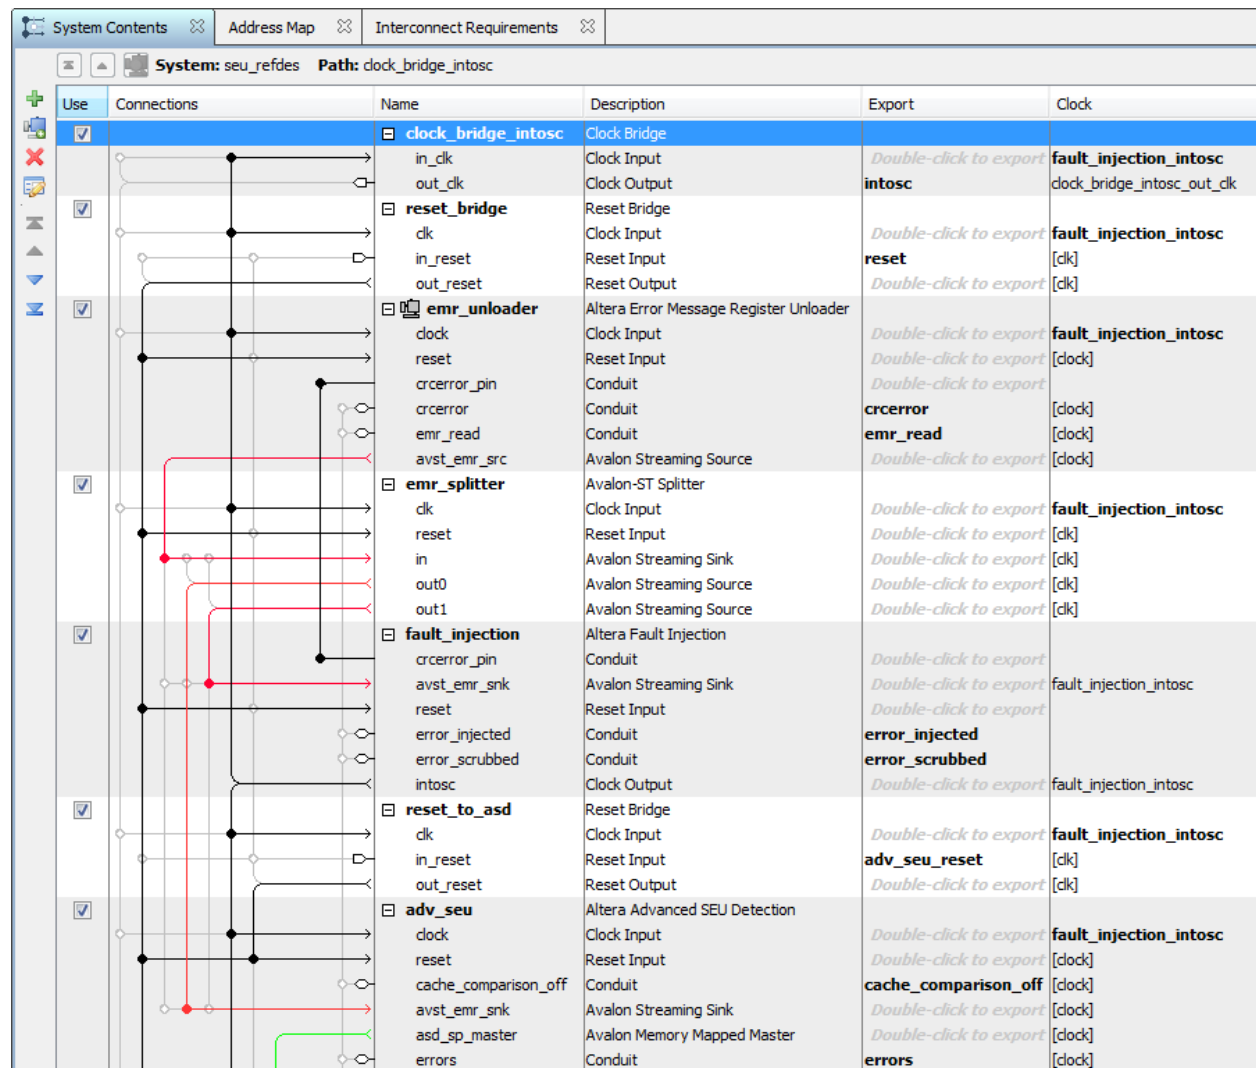 System Contents Address Map Interconnect Requirements
System: seu_refdes Path: clock_bridge_intosc
Use Connections Name Description Export Clock
clock_bridge_intosc Clock Bridge
in_clk Clock Input Double-click to export fault_injection_intosc
out_clk Clock Output intosc clock_bridge_intosc_out_clk
reset_bridge Reset Bridge
clk Clock Input Double-click to export fault_injection_intosc
in_reset Reset Input reset [clk]
out_reset Reset Output Double-click to export [clk]
emr_unloader Altera Error Message Register Unloader
clock Clock Input Double-click to export fault_injection_intosc
reset Reset Input Double-click to export [clock]
crcerror_pin Conduit Double-click to export
crcerror Conduit crcerror [clock]
emr_read Conduit emr_read [clock]
avst_emr_src Avalon Streaming Source Double-click to export [clock]
emr_splitter Avalon-ST Splitter
clk Clock Input Double-click to export fault_injection_intosc
reset Reset Input Double-click to export [clk]
in Avalon Streaming Sink Double-click to export [clk]
out0 Avalon Streaming Source Double-click to export [clk]
out1 Avalon Streaming Source Double-click to export [clk]
fault_injection Altera Fault Injection
crcerror_pin Conduit Double-click to export
avst_emr_snk Avalon Streaming Sink Double-click to export fault_injection_intosc
reset Reset Input Double-click to export
error_injected Conduit error_injected
error_scrubbed Conduit error_scrubbed
intosc Clock Output Double-click to export fault_injection_intosc
reset_to_asd Reset Bridge
clk Clock Input Double-click to export fault_injection_intosc
in_reset Reset Input adv_seu_reset [clk]
out_reset Reset Output Double-click to export [clk]
adv_seu Altera Advanced SEU Detection
clock Clock Input Double-click to export fault_injection_intosc
reset Reset Input Double-click to export [clock]
cache_comparison_off Conduit cache_comparison_off [clock]
avst_emr_snk Avalon Streaming Sink Double-click to export [clock]
asd_sp_master Avalon Memory Mapped Master Double-click to export [clock]
errors Conduit errors [clock]